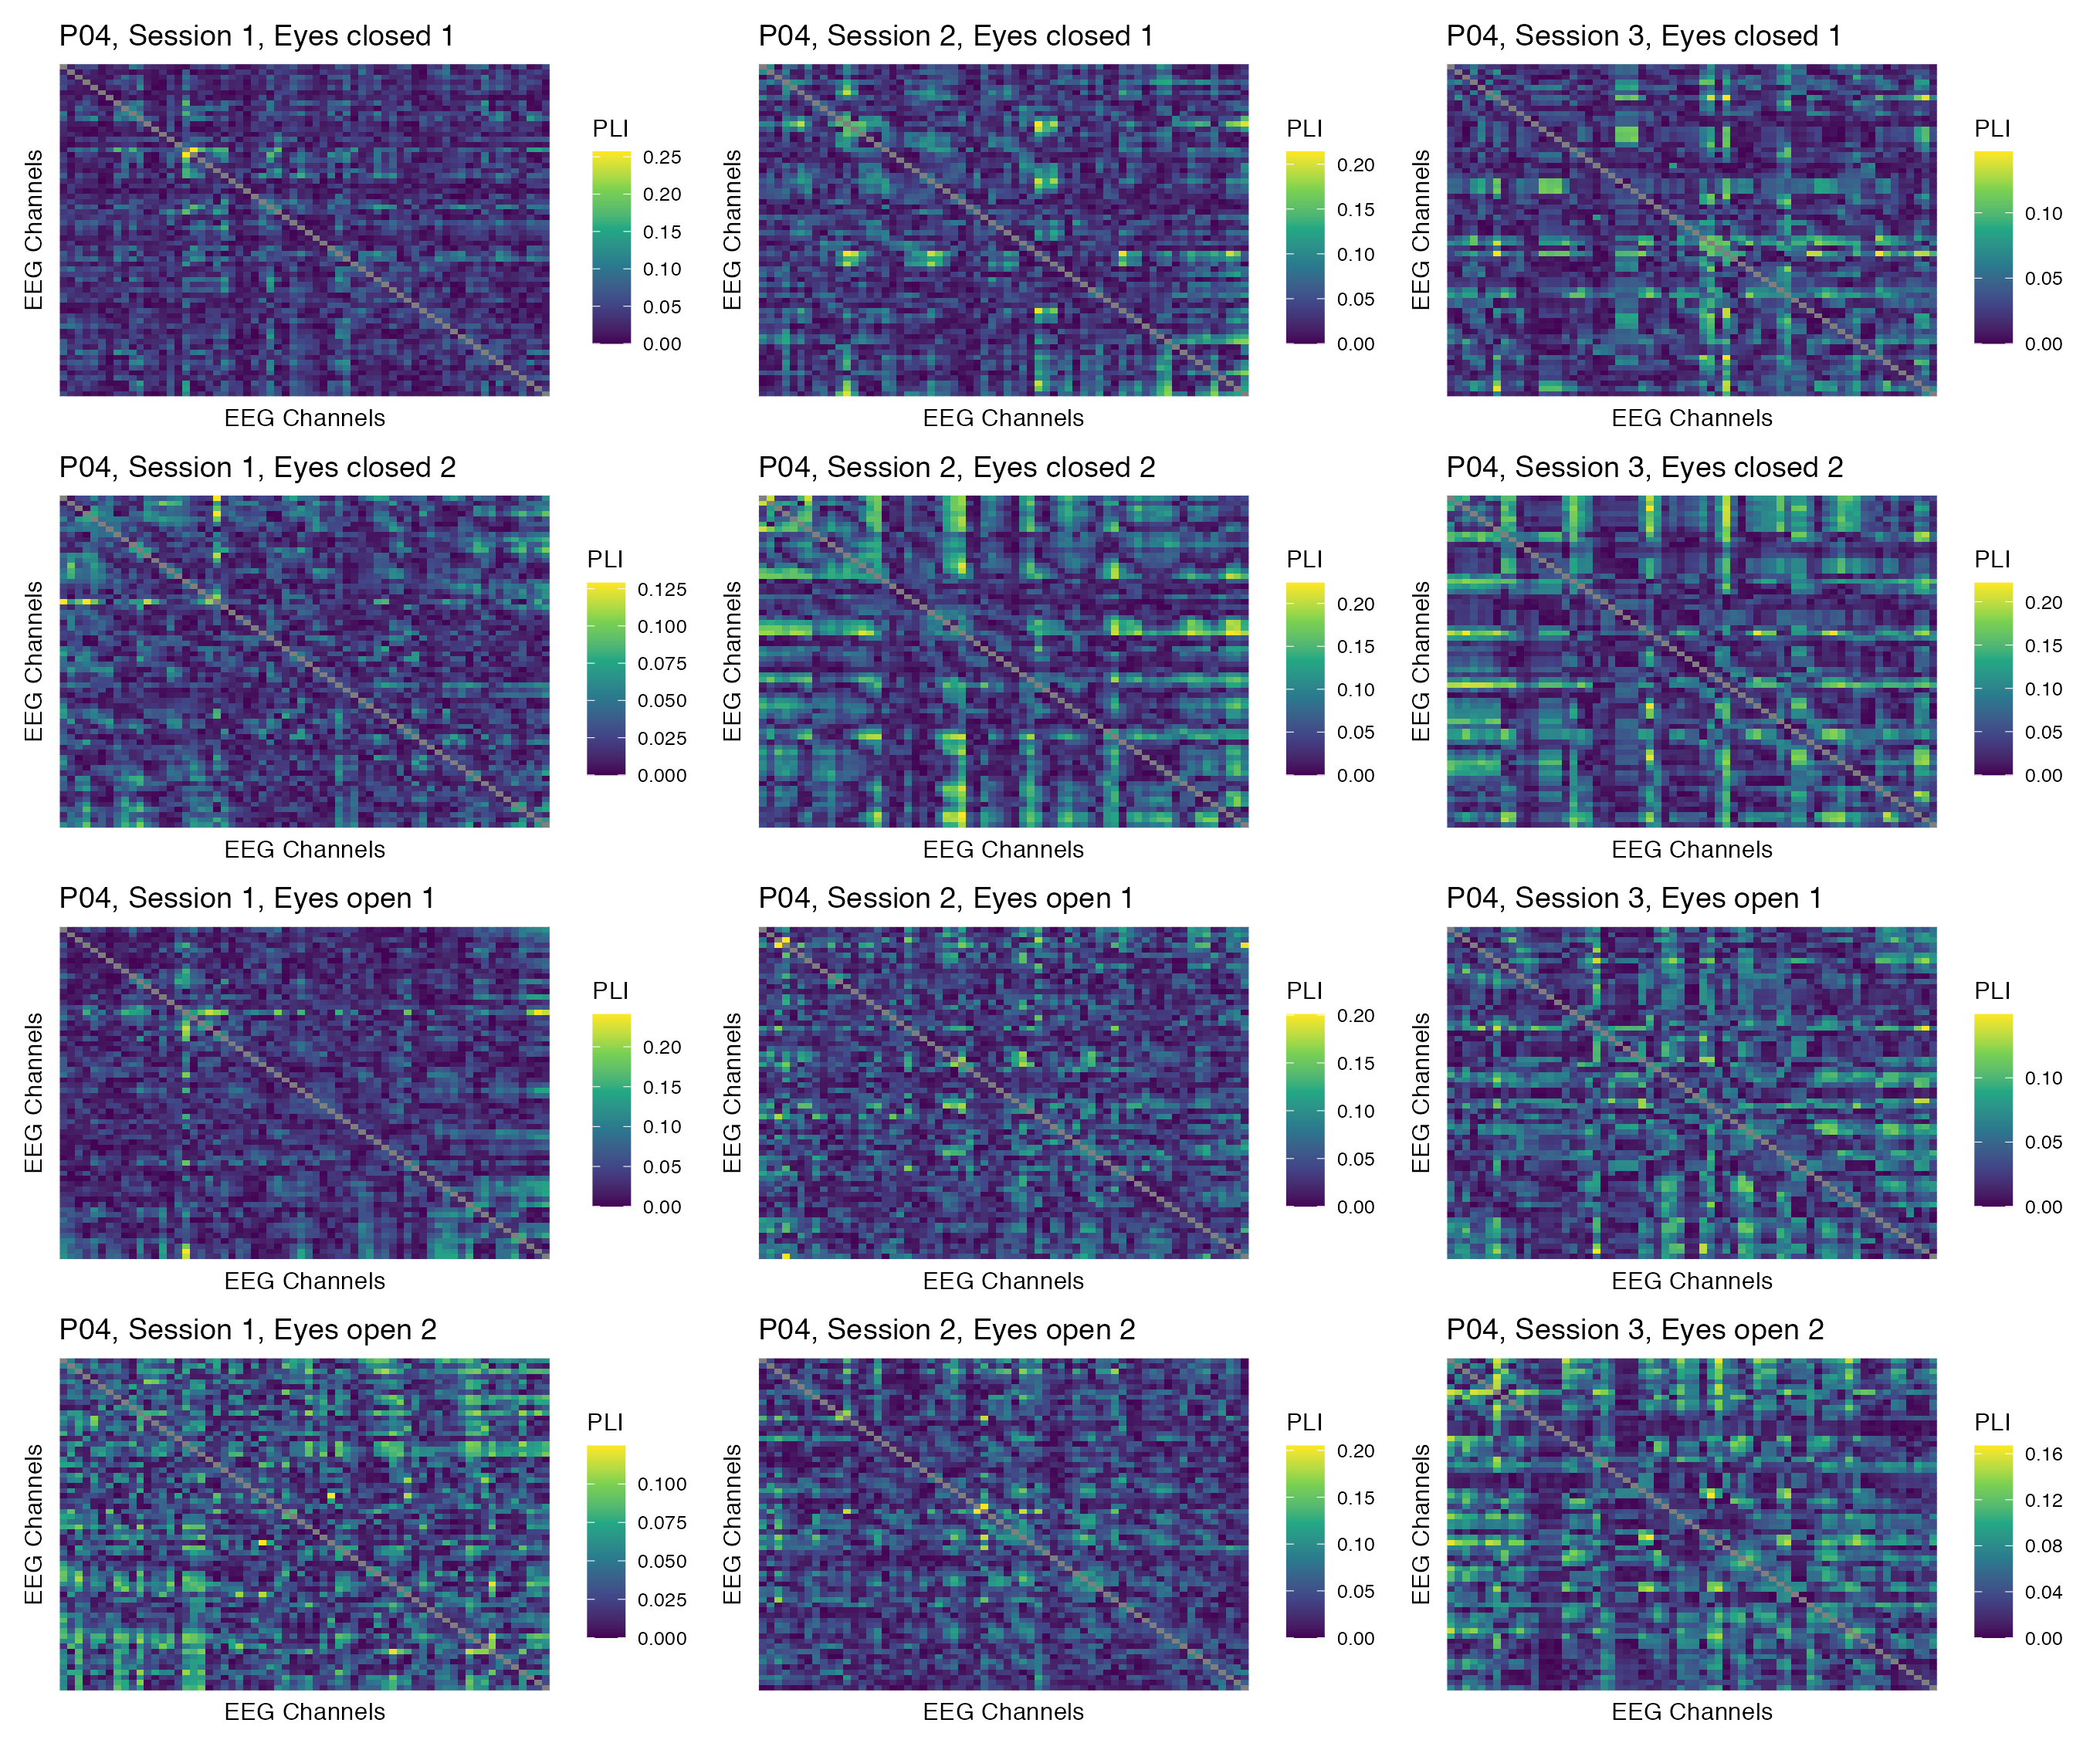 P04, Session 1, Eyes closed 1
EEG Channels
EEG Channels
PLI
0.25
0.20
0.15
0.10
0.05
0.00
P04, Session 2, Eyes closed 1
EEG Channels
EEG Channels
PLI
0.20
0.15
0.10
0.05
0.00
P04, Session 3, Eyes closed 1
EEG Channels
EEG Channels
PLI
0.10
0.05
0.00
P04, Session 1, Eyes closed 2
EEG Channels
EEG Channels
PLI
0.125
0.100
0.075
0.050
0.025
0.000
P04, Session 2, Eyes closed 2
EEG Channels
EEG Channels
PLI
0.20
0.15
0.10
0.05
0.00
P04, Session 3, Eyes closed 2
EEG Channels
EEG Channels
PLI
0.20
0.15
0.10
0.05
0.00
P04, Session 1, Eyes open 1
EEG Channels
EEG Channels
PLI
0.20
0.15
0.10
0.05
0.00
P04, Session 2, Eyes open 1
EEG Channels
EEG Channels
PLI
0.20
0.15
0.10
0.05
0.00
P04, Session 3, Eyes open 1
EEG Channels
EEG Channels
PLI
0.10
0.05
0.00
P04, Session 1, Eyes open 2
EEG Channels
EEG Channels
PLI
0.100
0.075
0.050
0.025
0.000
P04, Session 2, Eyes open 2
EEG Channels
EEG Channels
PLI
0.20
0.15
0.10
0.05
0.00
P04, Session 3, Eyes open 2
EEG Channels
EEG Channels
PLI
0.16
0.12
0.08
0.04
0.00